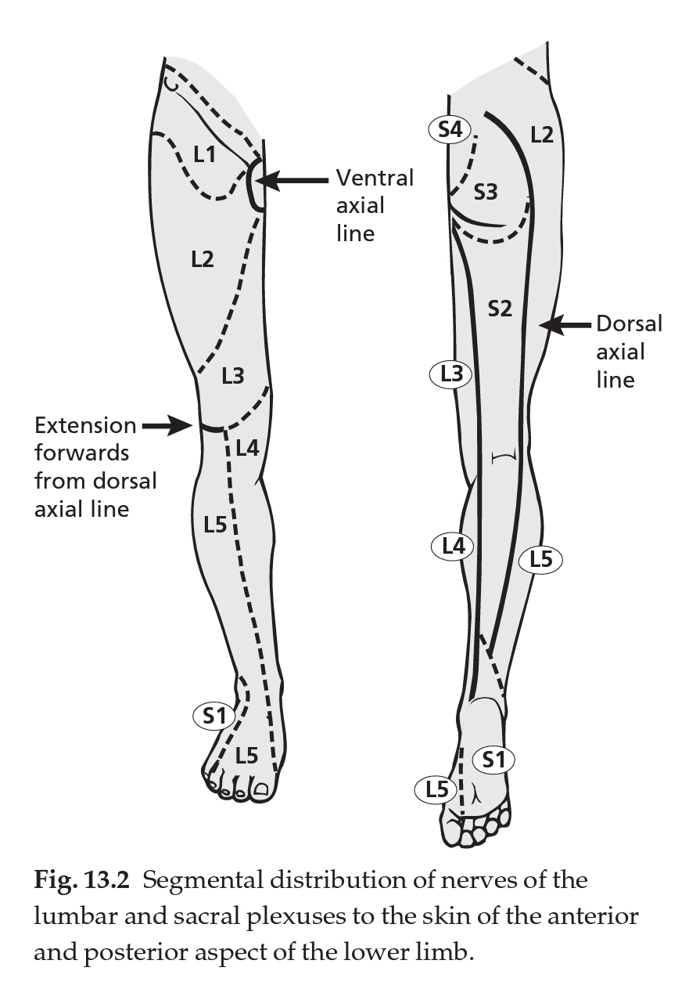 L1
Ventral
axial
line
L2
L3
Extension
forwards
from dorsal
axial line
L4
L5
S1
L5
S4
L2
S3
S2
Dorsal
axial
line
L3
L4
L5
S1
L5
Fig. 13.2 Segmental distribution of nerves of the
lumbar and sacral plexuses to the skin of the anterior
and posterior aspect of the lower limb.